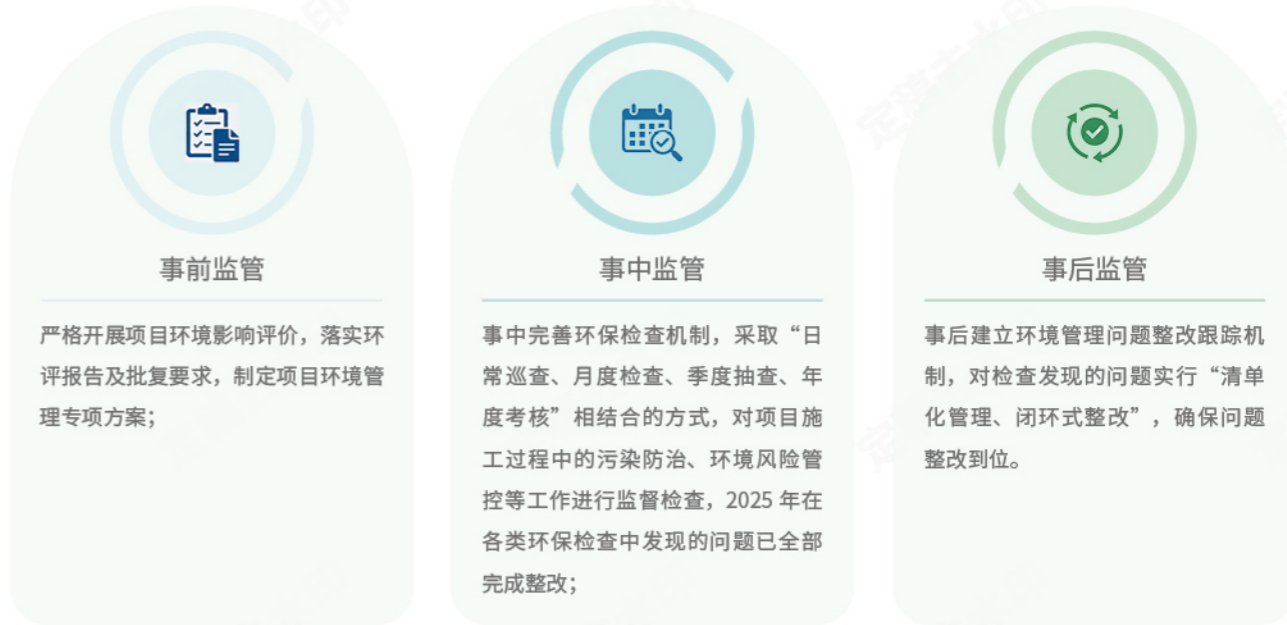 事前监管
严格开展项目环境影响评价，落实环
评报告及批复要求，制定项目环境管
理专项方案；
事中监管
事中完善环保检查机制，采取“日
常巡查、月度检查、季度抽查、年
度考核”相结合的方式，对项目施
工过程中的污染防治、环境风险管
控等工作进行监督检查，2025 年在
各类环保检查中发现的问题已全部
完成整改；
事后监管
事后建立环境管理问题整改跟踪机
制，对检查发现的问题实行“清单
化管理、闭环式整改”，确保问题
整改到位。